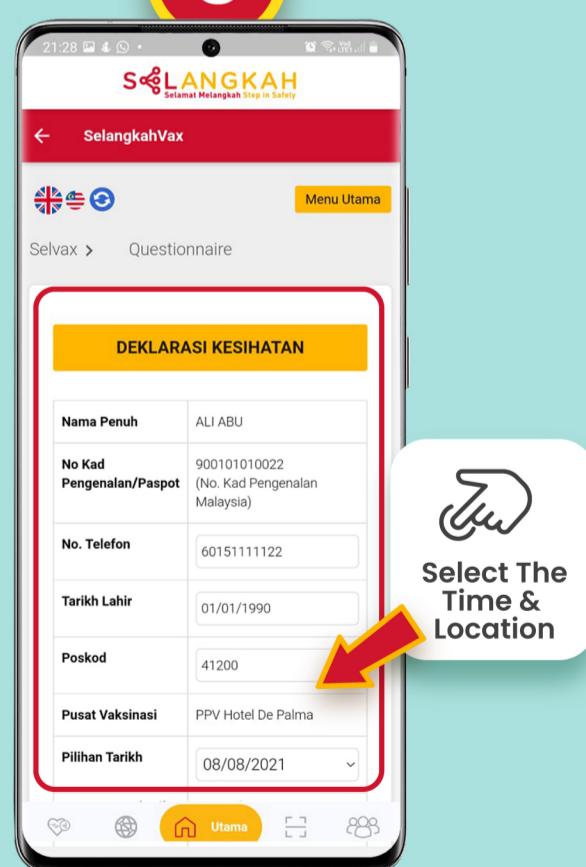 21:28
SELANGKAH
Selamat Melangkah Step in Safely
SelangkahVax
Menu Utama
Selvax > Questionnaire
DEKLARASI KESIHATAN
Nama Penuh ALI ABU
No Kad Pengenalan/Paspot 900101010022 (No. Kad Pengenalan Malaysia)
No. Telefon 60151111122
Tarikh Lahir 01/01/1990
Poskod 41200
Pusat Vaksinasi PPV Hotel De Palma
Pilihan Tarikh 08/08/2021
Utama
Select The
Time &
Location